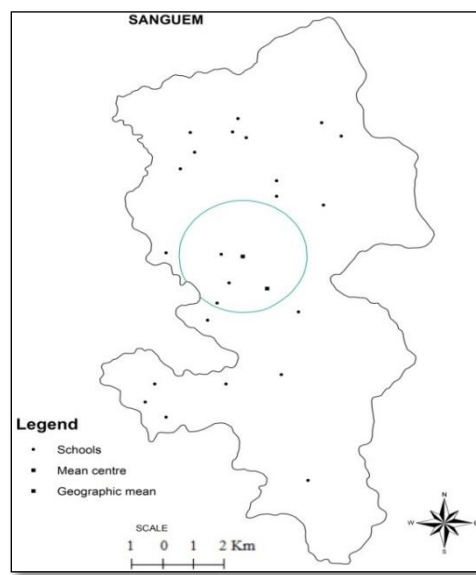 SANGUEM
Legend
Schools
Mean centre
Geographic mean
SCALE
1 0 1 2 Km
N
W E
S